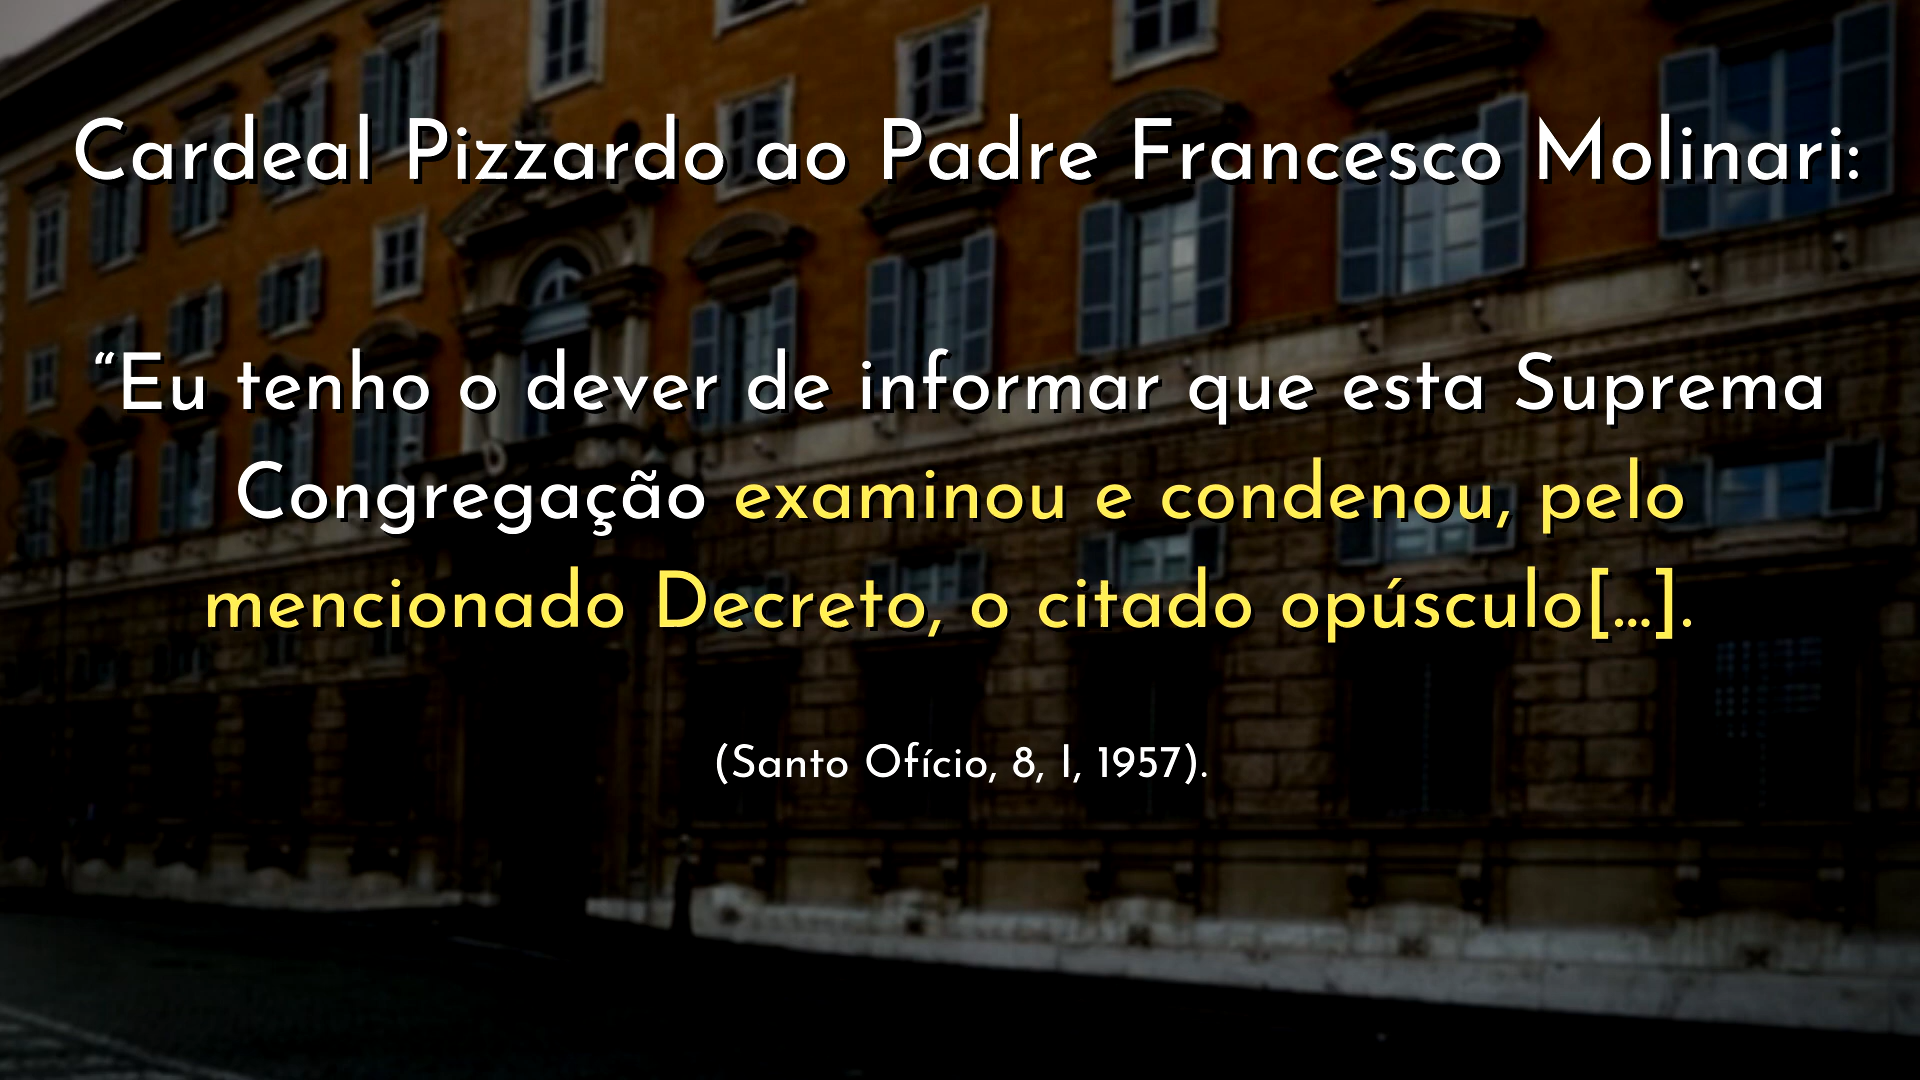 Cardeal Pizzardo ao Padre Francesco Molinari:
“Eu tenho o dever de informar que esta Suprema
Congregação examinou e condenou, pelo
mencionado Decreto, o citado opúsculo[...].
(Santo Ofício, 8, I, 1957).